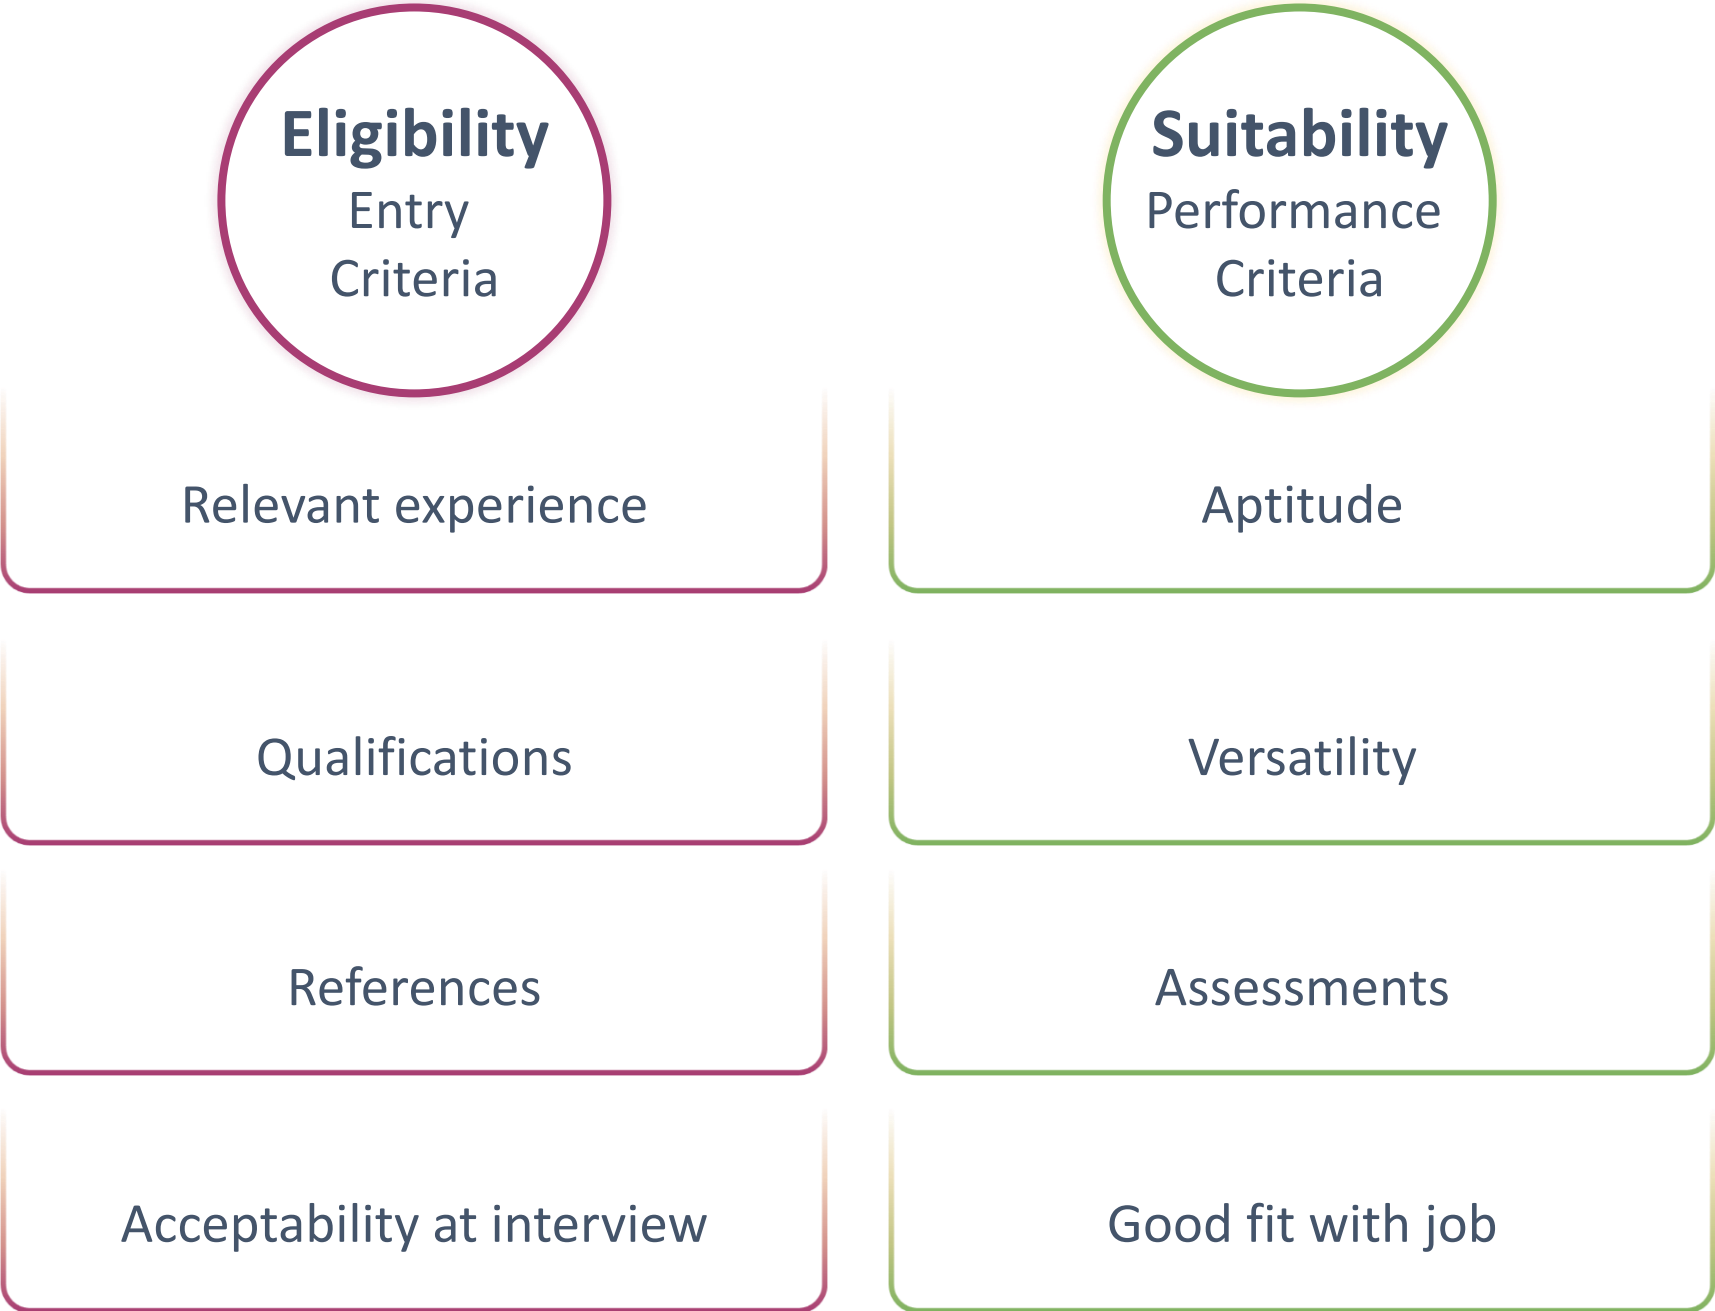 Eligibility
Entry
Criteria
Relevant experience
Qualifications
References
Acceptability at interview
Suitability
Performance
Criteria
Aptitude
Versatility
Assessments
Good fit with job